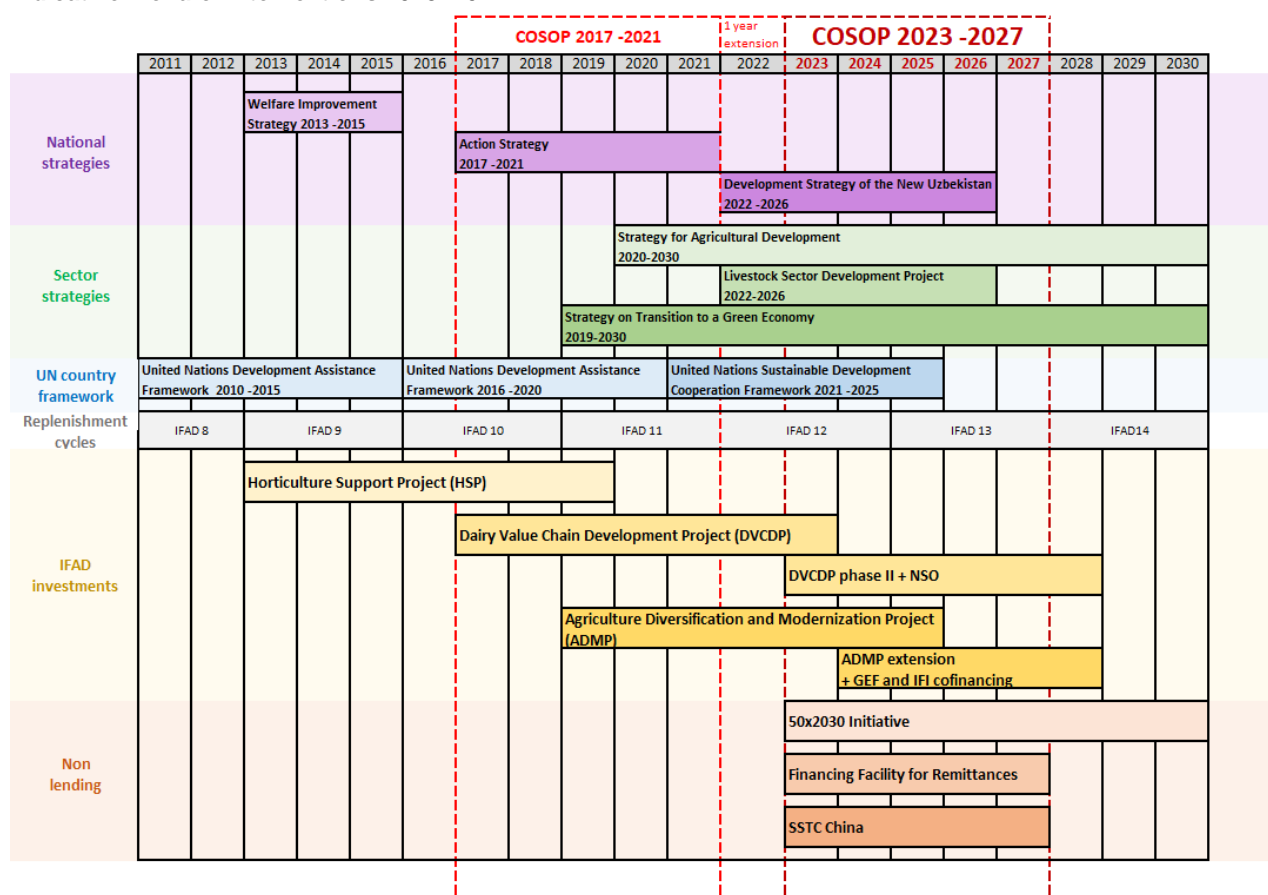 COSOP 2017 -2021
1 year
extension
COSOP 2023 -2027
2011 2012 2013 2014 2015 2016 2017 2018 2019 2020 2021 2022 2023 2024 2025 2026 2027 2028 2029 2030
National
strategies
Welfare Improvement
Strategy 2013 -2015
Action Strategy
2017 -2021
Development Strategy of the New Uzbekistan
2022 -2026
Sector
strategies
Strategy for Agricultural Development
2020-2030
Livestock Sector Development Project
2022-2026
Strategy on Transition to a Green Economy
2019-2030
UN country
framework
United Nations Development Assistance
Framework 2010 -2015
United Nations Development Assistance
Framework 2016 -2020
United Nations Sustainable Development
Cooperation Framework 2021 -2025
Replenishment
cycles
IFAD 8 IFAD 9 IFAD 10 IFAD 11 IFAD 12 IFAD 13 IFAD14
IFAD
investments
Horticulture Support Project (HSP)
Dairy Value Chain Development Project (DVCDP)
DVCDP phase II + NSO
Agriculture Diversification and Modernization Project
(ADMP)
ADMP extension
+ GEF and IFI cofinancing
Non
lending
50x2030 Initiative
Financing Facility for Remittances
SSTC China